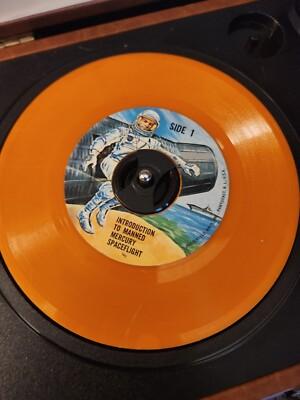 SIDE 1
INTRODUCTION
TO MANNED
MERCURY
SPACEFLIGHT